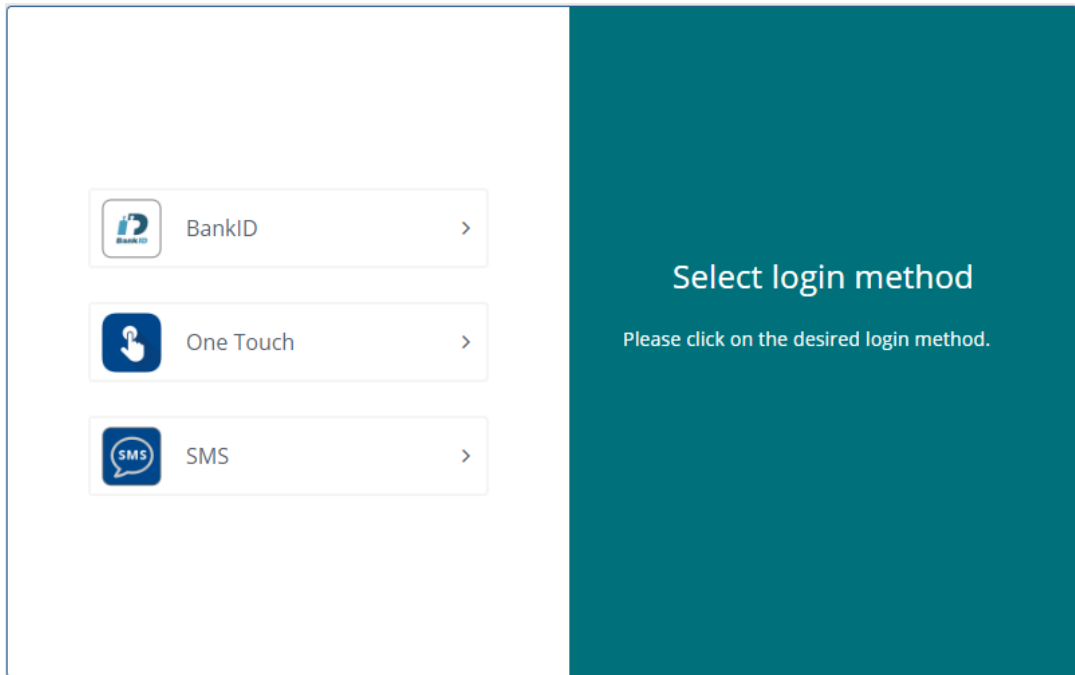 BankID
BankID
One Touch
SMS
SMS
Select login method
Please click on the desired login method.